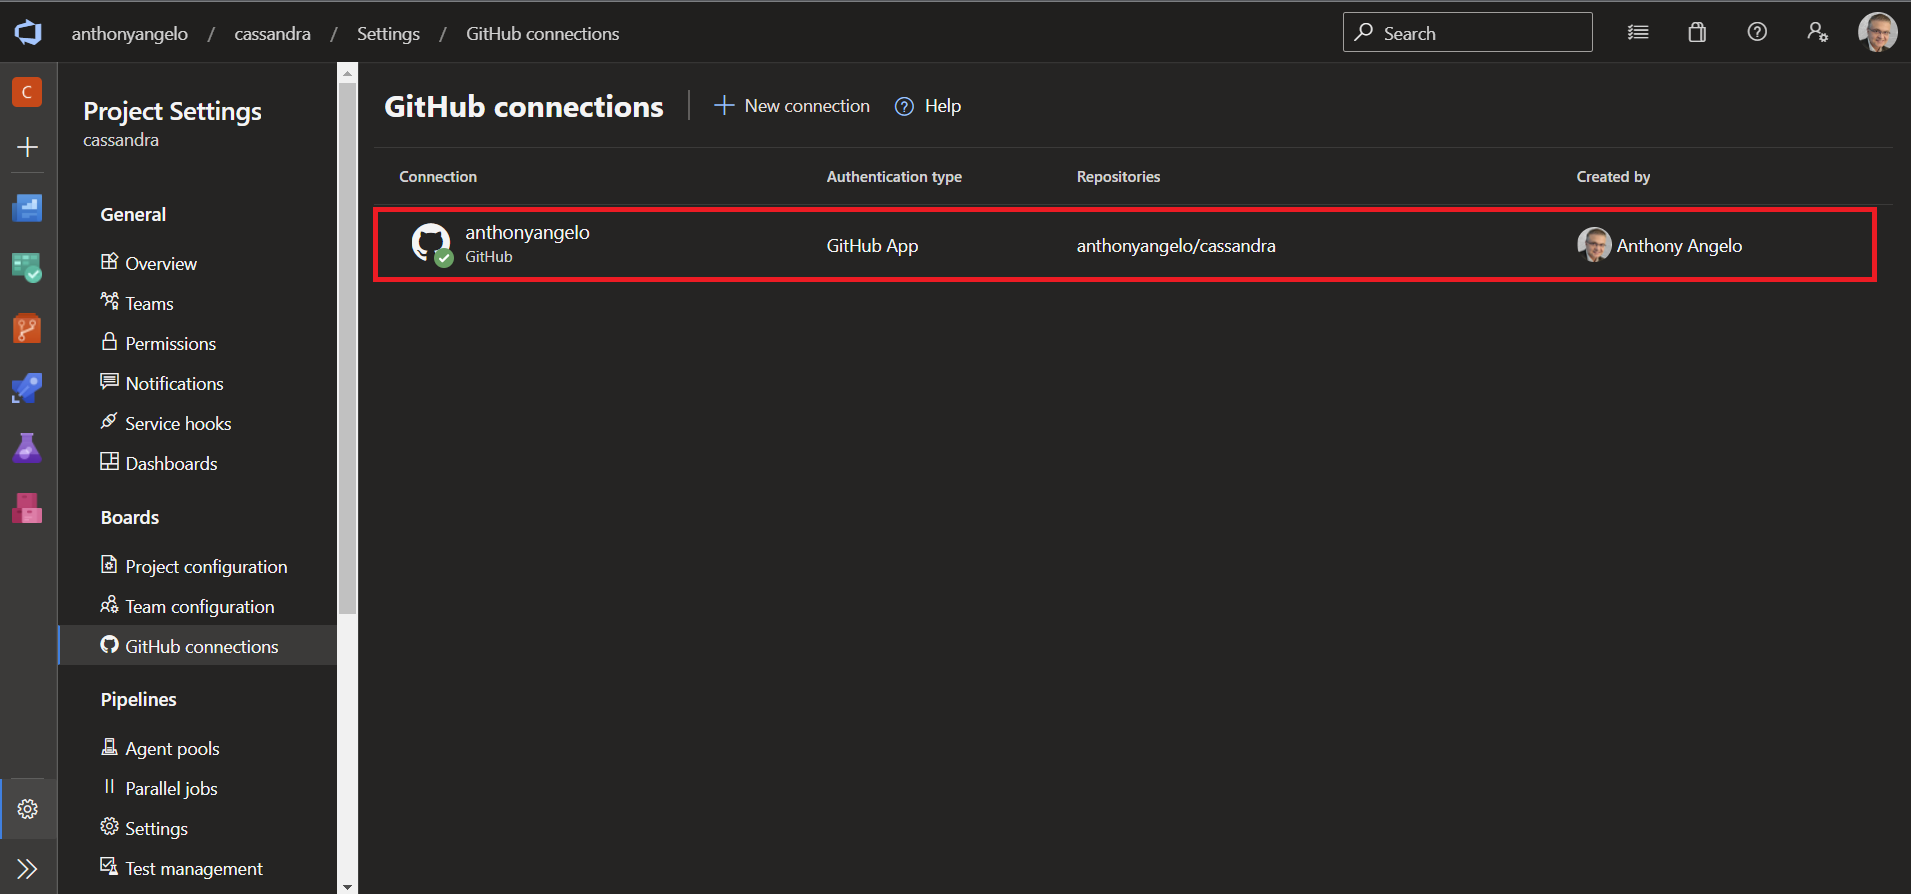 anthonyangelo / cassandra / Settings / GitHub connections
Search
C
Project Settings
cassandra
General
Overview
Teams
Permissions
Notifications
Service hooks
Dashboards
Boards
Project configuration
Team configuration
GitHub connections
Pipelines
Agent pools
Parallel jobs
Settings
Test management
GitHub connections
New connection
Help
Connection Authentication type Repositories Created by
anthonyangelo
GitHub
GitHub App
anthonyangelo/cassandra
Anthony Angelo